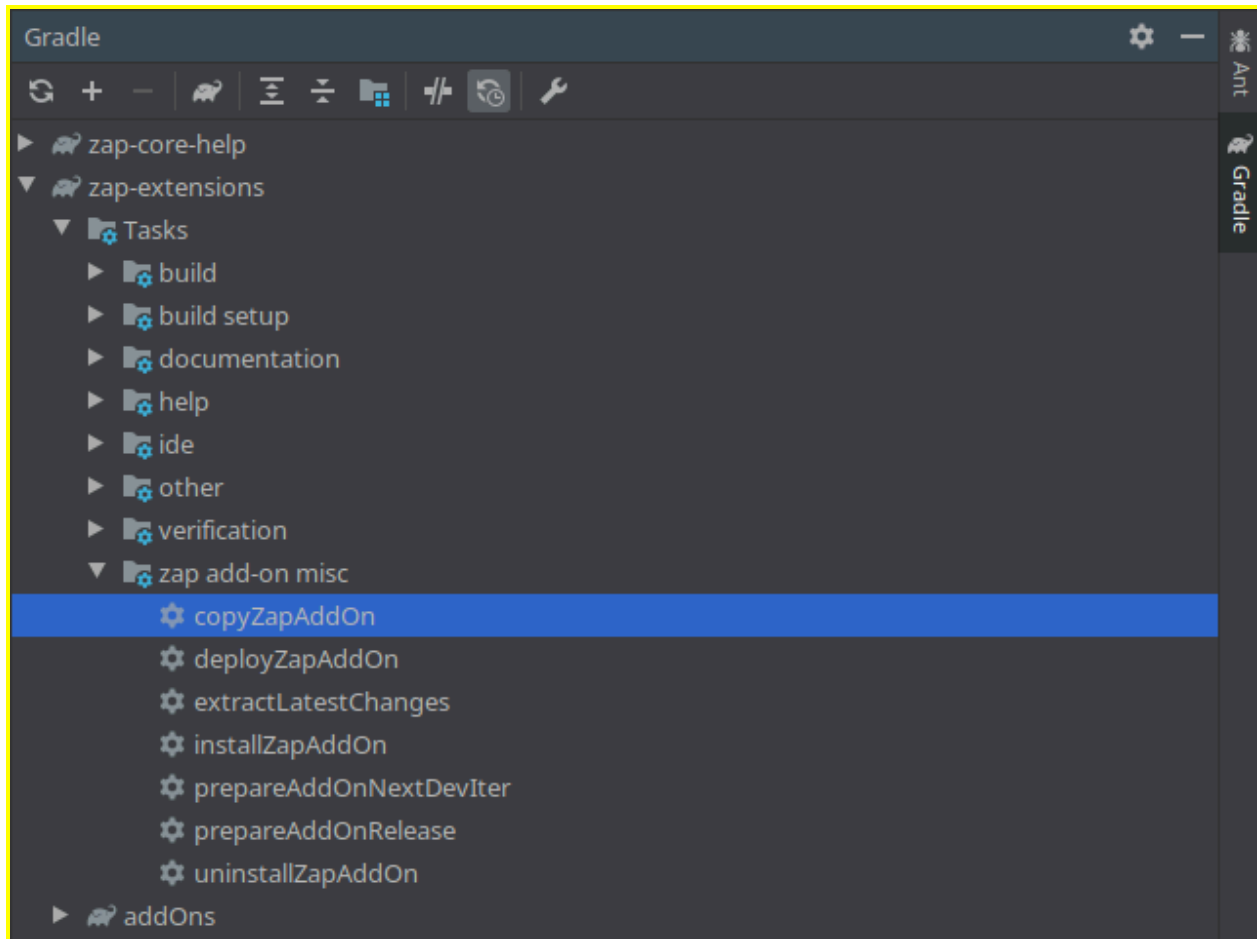 Gradle
zap-core-help
zap-extensions
Tasks
build
build setup
documentation
help
ide
other
verification
zap add-on misc
copyZapAddOn
deployZapAddOn
extractLatestChanges
installZapAddOn
prepareAddOnNextDevIter
prepareAddOnRelease
uninstallZapAddOn
addOns
Ant
Gradle